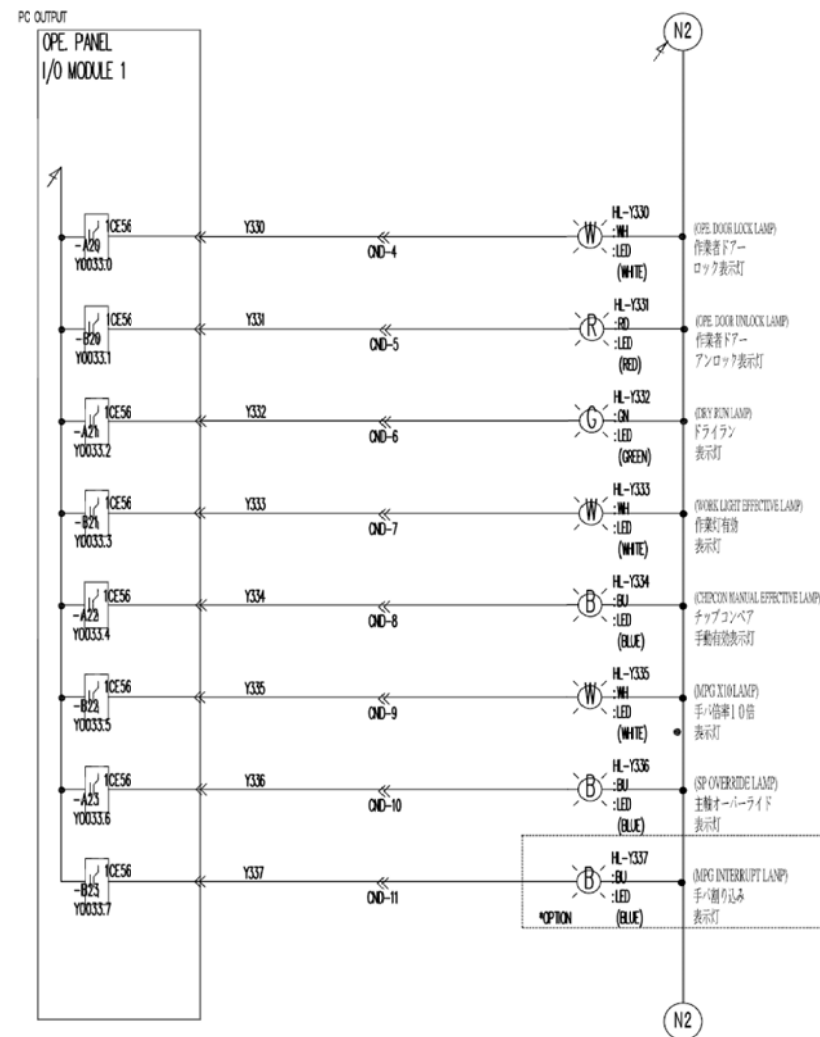 PC OUTPUT
OPE. PANEL
I/O MODULE 1
N2
1CE56
-A20
Y0033.0
Y330
CND-4
W
HL-Y330
:WH
:LED
(WHITE)
(OPE. DOOR LOCK LAMP)
作業者ドアー
ロック表示灯
1CE56
-B20
Y0033.1
Y331
CND-5
R
HL-Y331
:RD
:LED
(RED)
(OPE. DOOR UNLOCK LAMP)
作業者ドアー
アンロック表示灯
1CE56
-A21
Y0033.2
Y332
CND-6
G
HL-Y332
:GN
:LED
(GREEN)
(DRY RUN LAMP)
ドライラン
表示灯
1CE56
-B21
Y0033.3
Y333
CND-7
W
HL-Y333
:WH
:LED
(WHITE)
(WORK LIGHT EFFECTIVE LAMP)
作業灯有効
表示灯
1CE56
-A22
Y0033.4
Y334
CND-8
B
HL-Y334
:BU
:LED
(BLUE)
(CHIPCON MANUAL EFFECTIVE LAMP)
チップコンベア
手動有効表示灯
1CE56
-B22
Y0033.5
Y335
CND-9
W
HL-Y335
:WH
:LED
(WHITE)
(MPG X10 LAMP)
手パ倍率10倍
表示灯
1CE56
-A23
Y0033.6
Y336
CND-10
B
HL-Y336
:BU
:LED
(BLUE)
(SP OVERRIDE LAMP)
主軸オーバーライド
表示灯
1CE56
-B23
Y0033.7
Y337
CND-11
B
HL-Y337
:BU
:LED
(BLUE)
*OPTION
(MPG INTERRUPT LAMP)
手パ割り込み
表示灯
N2